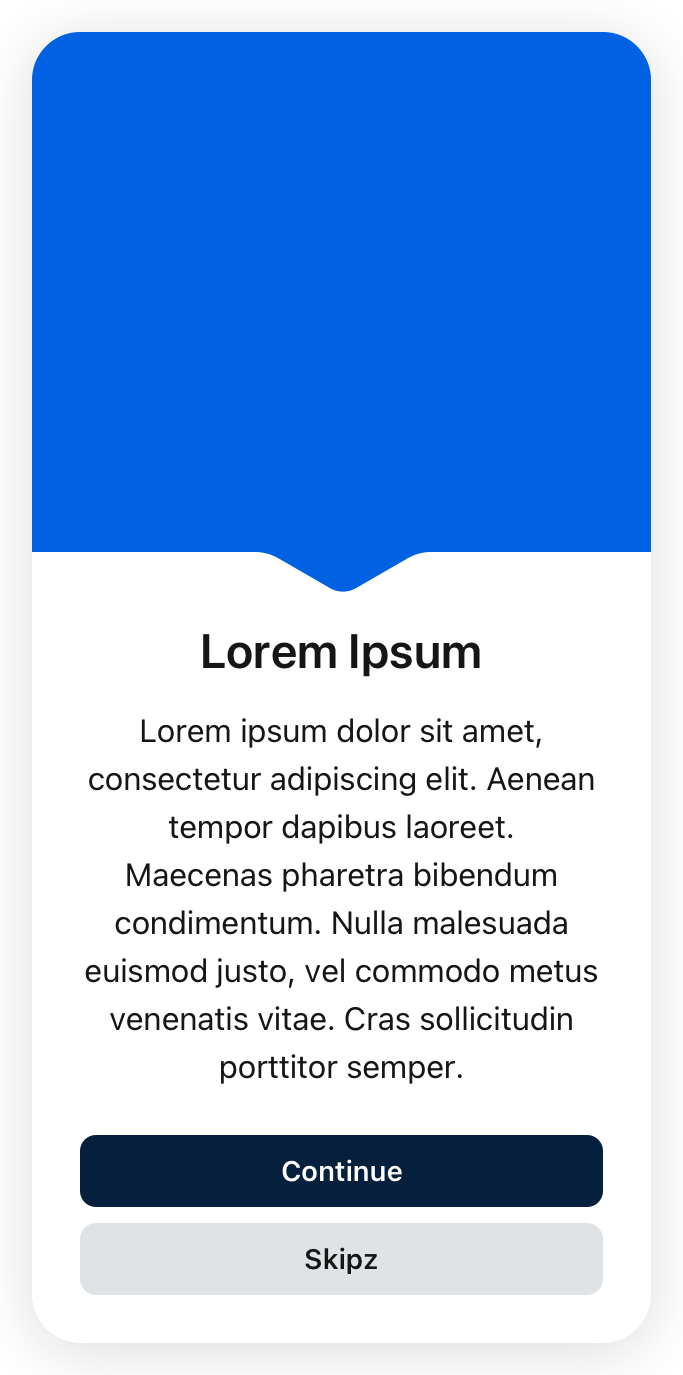 Lorem Ipsum
Lorem ipsum dolor sit amet,
consectetur adipiscing elit. Aenean
tempor dapibus laoreet.
Maecenas pharetra bibendum
condimentum. Nulla malesuada
euismod justo, vel commodo metus
venenatis vitae. Cras sollicitudin
porttitor semper.
Continue
Skipz